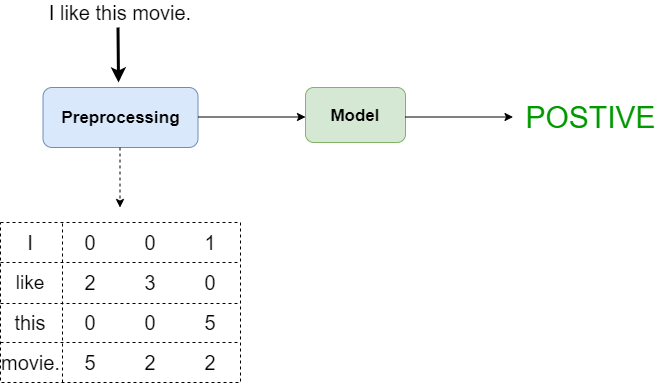 I like this movie.
Preprocessing
Model
POSTIVE
I 0 0 1
like 2 3 0
this 0 0 5
movie. 5 2 2